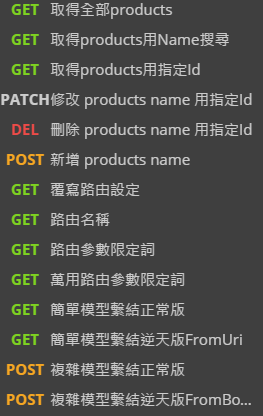 GET 取得全部products
GET 取得products用Name搜尋
GET 取得products用指定Id
PATCH修改 products name 用指定Id
DEL 刪除 products name 用指定Id
POST 新增 products name
GET 覆寫路由設定
GET 路由名稱
GET 路由參數限定詞
GET 萬用路由參數限定詞
GET 簡單模型繫結正常版
GET 簡單模型繫結逆天版FromUri
POST 複雜模型繫結正常版
POST 複雜模型繫結逆天版FromBo...